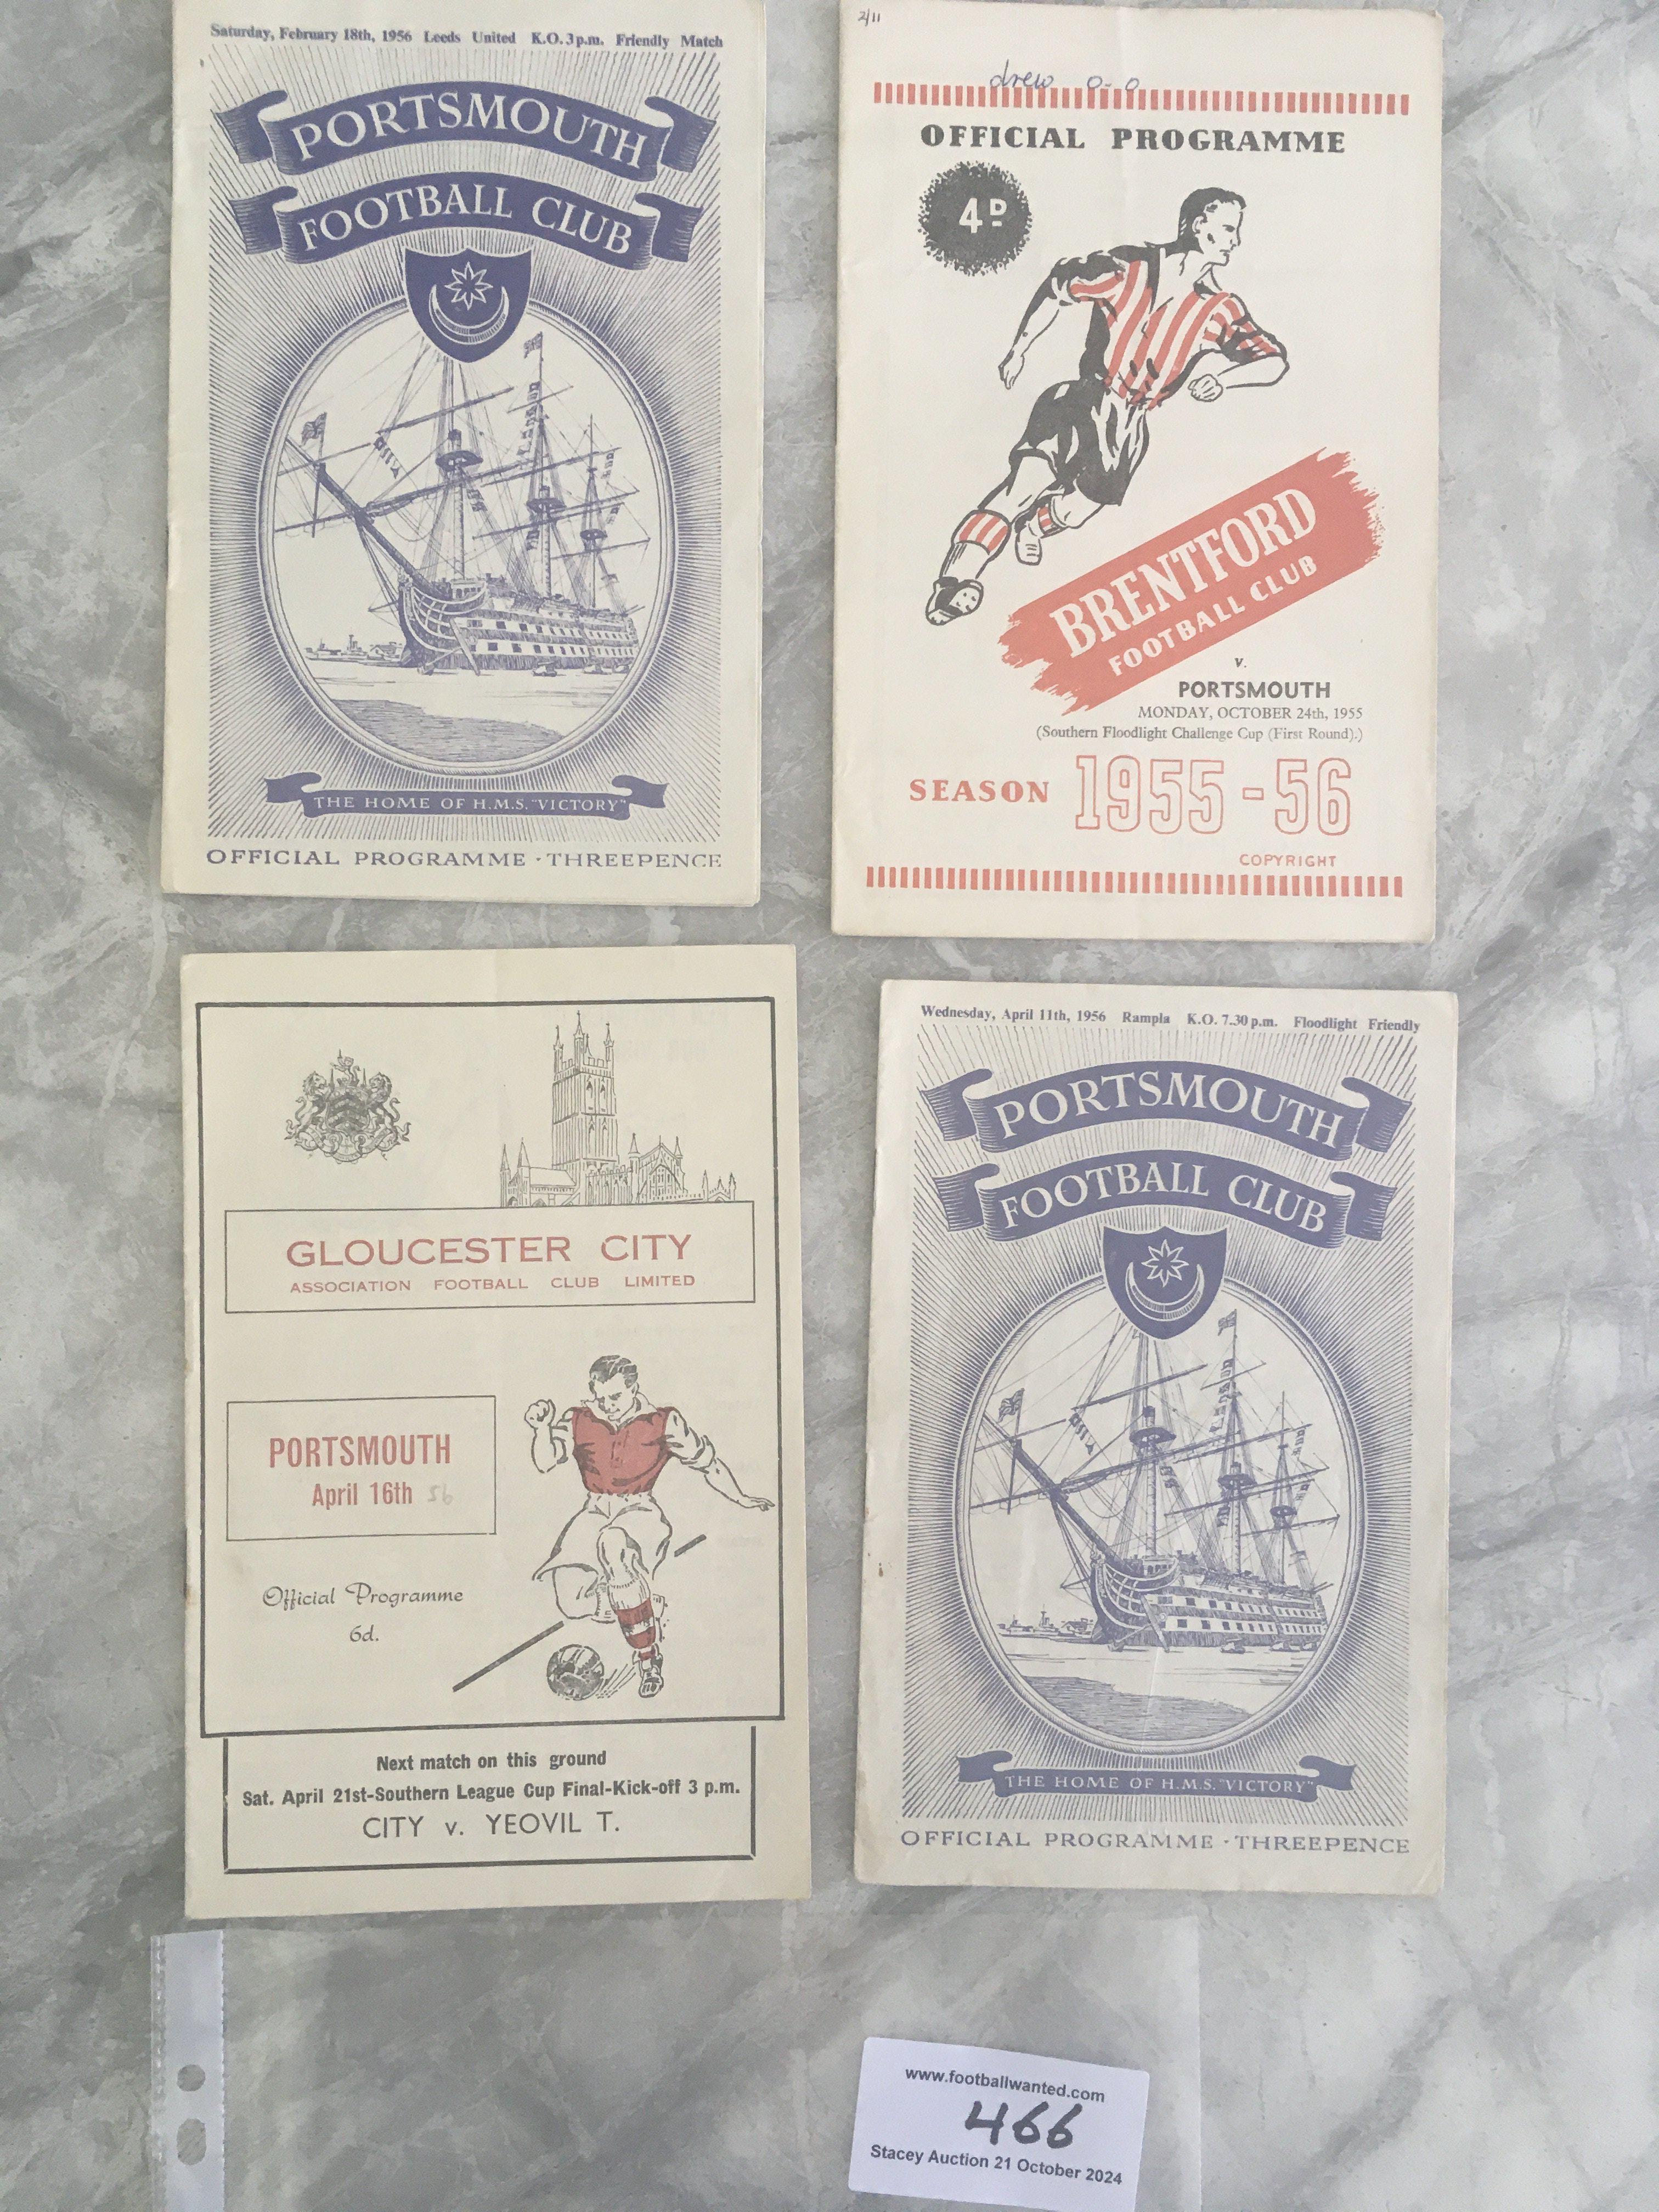 Saturday, February 18th, 1956 Leeds United K.O. 3 p.m. Friendly Match
PORTSMOUTH
FOOTBALL CLUB
THE HOME OF H.M.S. "VICTORY"
OFFICIAL PROGRAMME · THREEPENCE
2/11
drew 0-0
OFFICIAL PROGRAMME
4D
BRENTFORD
FOOTBALL CLUB
v.
PORTSMOUTH
MONDAY, OCTOBER 24th, 1955
(Southern Floodlight Challenge Cup (First Round).)
SEASON 1955-56
COPYRIGHT
GLOUCESTER CITY
ASSOCIATION FOOTBALL CLUB LIMITED
PORTSMOUTH
April 16th 56
Official Programme
6d.
Next match on this ground
Sat. April 21st-Southern League Cup Final-Kick-off 3 p.m.
CITY v. YEOVIL T.
Wednesday, April 11th, 1956 Rampla K.O. 7.30 p.m. Floodlight Friendly
PORTSMOUTH
FOOTBALL CLUB
THE HOME OF H.M.S. "VICTORY"
OFFICIAL PROGRAMME · THREEPENCE
www.footballwanted.com
466
Stacey Auction 21 October 2024